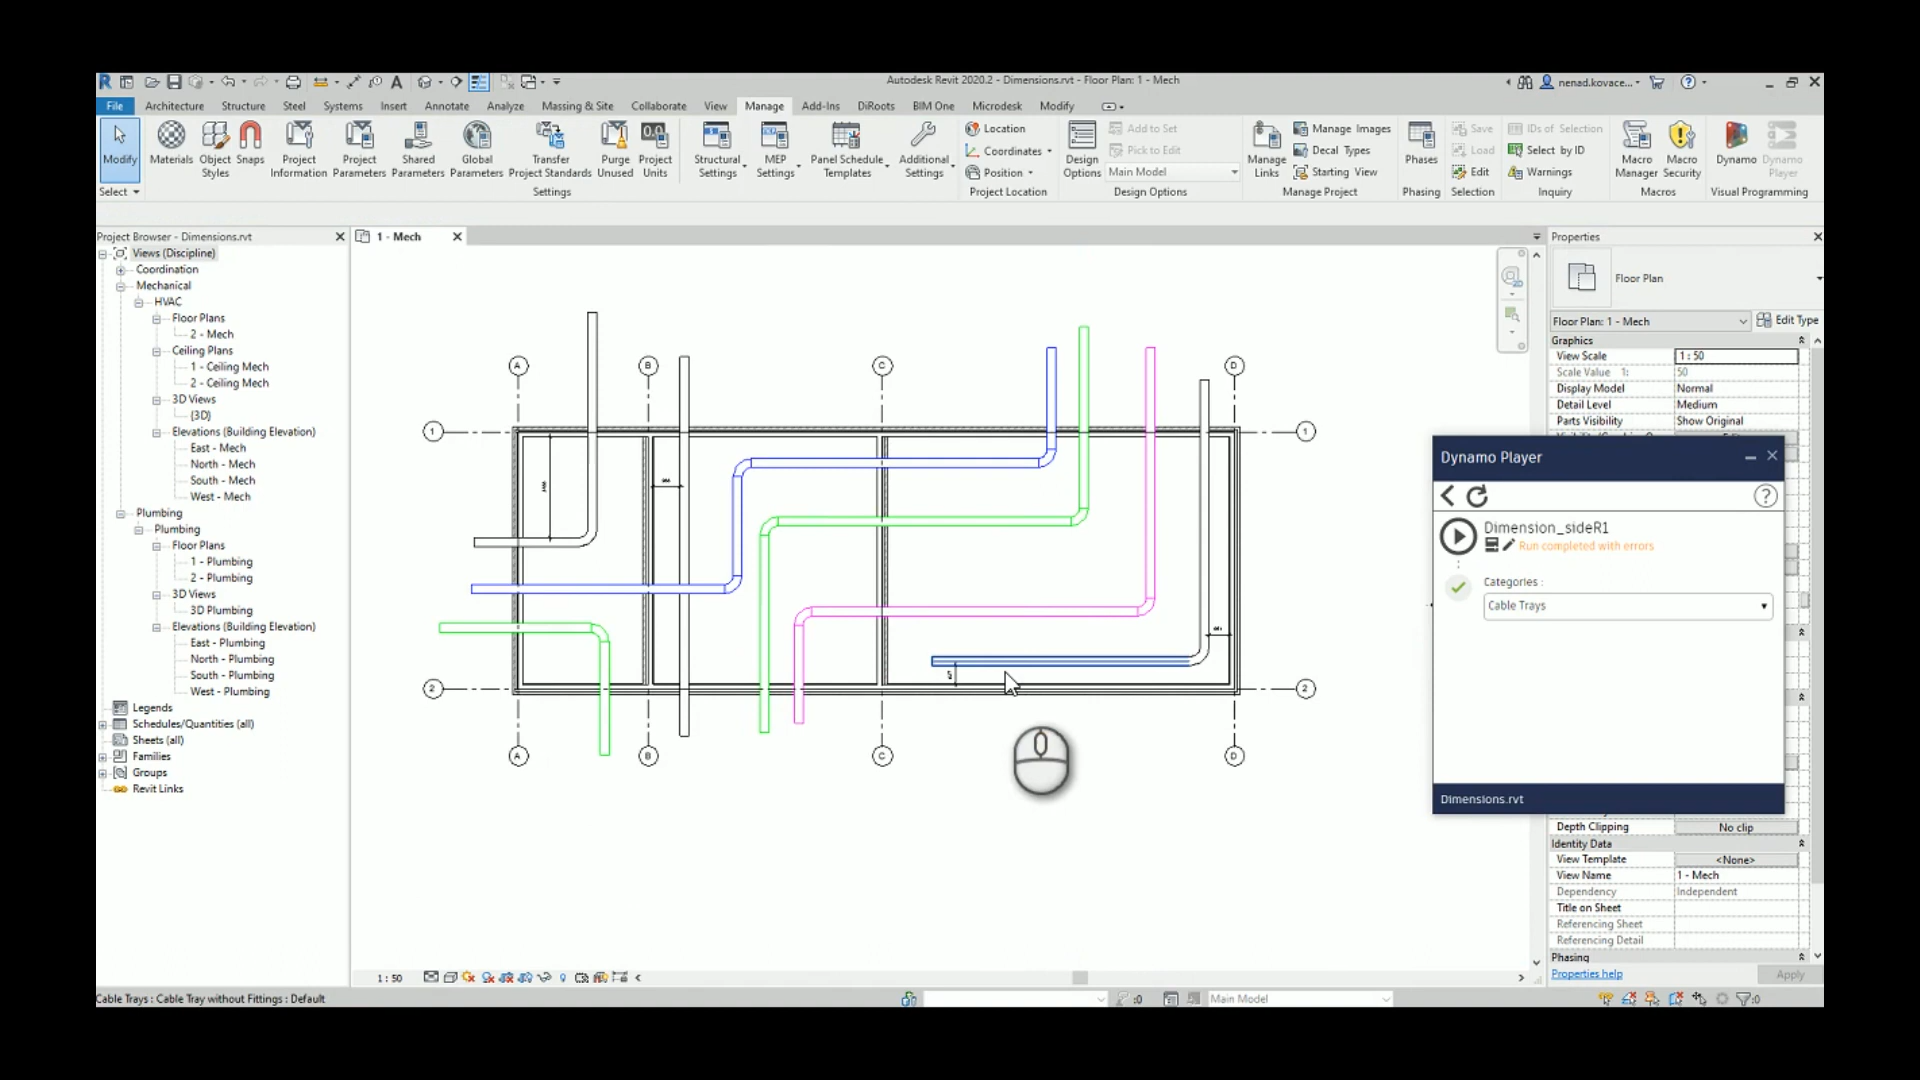 Autodesk Revit 2020.2 - Dimensions.rvt - Floor Plan: 1 - Mech
nenad.kovace...
File Architecture Structure Steel Systems Insert Annotate Analyze Massing & Site Collaborate View Manage Add-Ins DiRoots BIM One Microdesk Modify
Modify
Materials
Object Styles
Snaps
Project Information
Project Parameters
Shared Parameters
Global Parameters
Transfer Project Standards
Purge Unused
Project Units
Structural Settings
MEP Settings
Panel Schedule Templates
Additional Settings
Location
Coordinates
Position
Design Options
Add to Set
Pick to Edit
Main Model
Manage Links
Manage Images
Decal Types
Starting View
Phases
Save
Load
Edit
IDs of Selection
Select by ID
Warnings
Macro Manager
Macro Security
Dynamo
Dynamo Player
Select Settings Project Location Design Options Manage Project Phasing Selection Inquiry Macros Visual Programming
Project Browser - Dimensions.rvt
Views (Discipline)
Coordination
Mechanical
HVAC
Floor Plans
2 - Mech
Ceiling Plans
1 - Ceiling Mech
2 - Ceiling Mech
3D Views
{3D}
Elevations (Building Elevation)
East - Mech
North - Mech
South - Mech
West - Mech
Plumbing
Plumbing
Floor Plans
1 - Plumbing
2 - Plumbing
3D Views
3D Plumbing
Elevations (Building Elevation)
East - Plumbing
North - Plumbing
South - Plumbing
West - Plumbing
Legends
Schedules/Quantities (all)
Sheets (all)
Families
Groups
Revit Links
1 - Mech
A B C D
1 1
2 2
A B C D
1 : 50
Properties
Floor Plan
Floor Plan: 1 - Mech
Edit Type
Graphics
View Scale 1 : 50
Scale Value 1: 50
Display Model Normal
Detail Level Medium
Parts Visibility Show Original
Dynamo Player
Dimension_sideR1
Run completed with errors
Categories :
Cable Trays
Dimensions.rvt
Depth Clipping No clip
Identity Data
View Template <None>
View Name 1 - Mech
Dependency Independent
Title on Sheet
Referencing Sheet
Referencing Detail
Phasing
Properties help Apply
Cable Trays : Cable Tray without Fittings : Default
:0
Main Model
:0